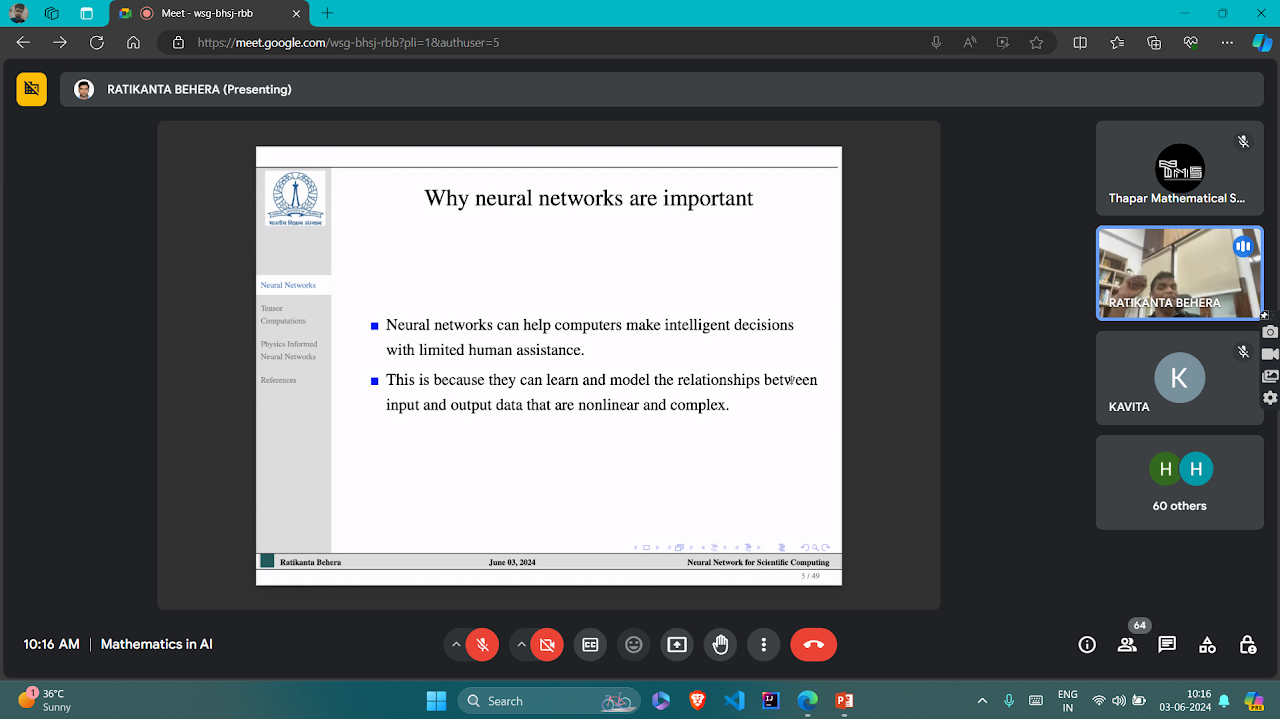 Meet - wsg-bhsj-rbb
https://meet.google.com/wsg-bhsj-rbb?pli=1&authuser=5
RATIKANTA BEHERA (Presenting)
Why neural networks are important
भारतीय विज्ञान संस्थान
Neural Networks
Tensor
Computations
Physics Informed
Neural Networks
References
Neural networks can help computers make intelligent decisions
with limited human assistance.
This is because they can learn and model the relationships between
input and output data that are nonlinear and complex.
Ratikanta Behera
June 03, 2024
Neural Network for Scientific Computing
5 / 49
Thapar Mathematical S...
RATIKANTA BEHERA
K
KAVITA
H
H
60 others
10:16 AM
Mathematics in AI
64
1
36°C
Sunny
Search
ENG
IN
10:16
03-06-2024
PRE